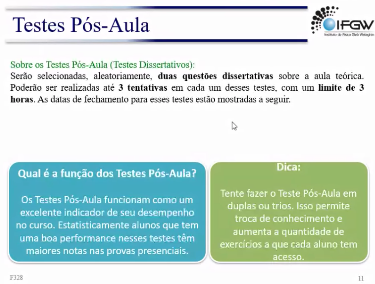 Testes Pós-Aula
IFGW
Sobre os Testes Pós-Aula (Testes Dissertativos):
Serão selecionadas, aleatoriamente, duas questões dissertativas sobre a aula teórica.
Poderão ser realizadas até 3 tentativas em cada um desses testes, com um limite de 3
horas. As datas de fechamento para esses testes estão mostradas a seguir.
Qual é a função dos Testes Pós-Aula?
Os Testes Pós-Aula funcionam como um
excelente indicador de seu desempenho
no curso. Estatisticamente alunos que tem
uma boa performance nesses testes têm
maiores notas nas provas presenciais.
Dica:
Tente fazer o Teste Pós-Aula em
duplas ou trios. Isso permite
troca de conhecimento e
aumenta a quantidade de
exercícios a que cada aluno tem
acesso.
F328
11